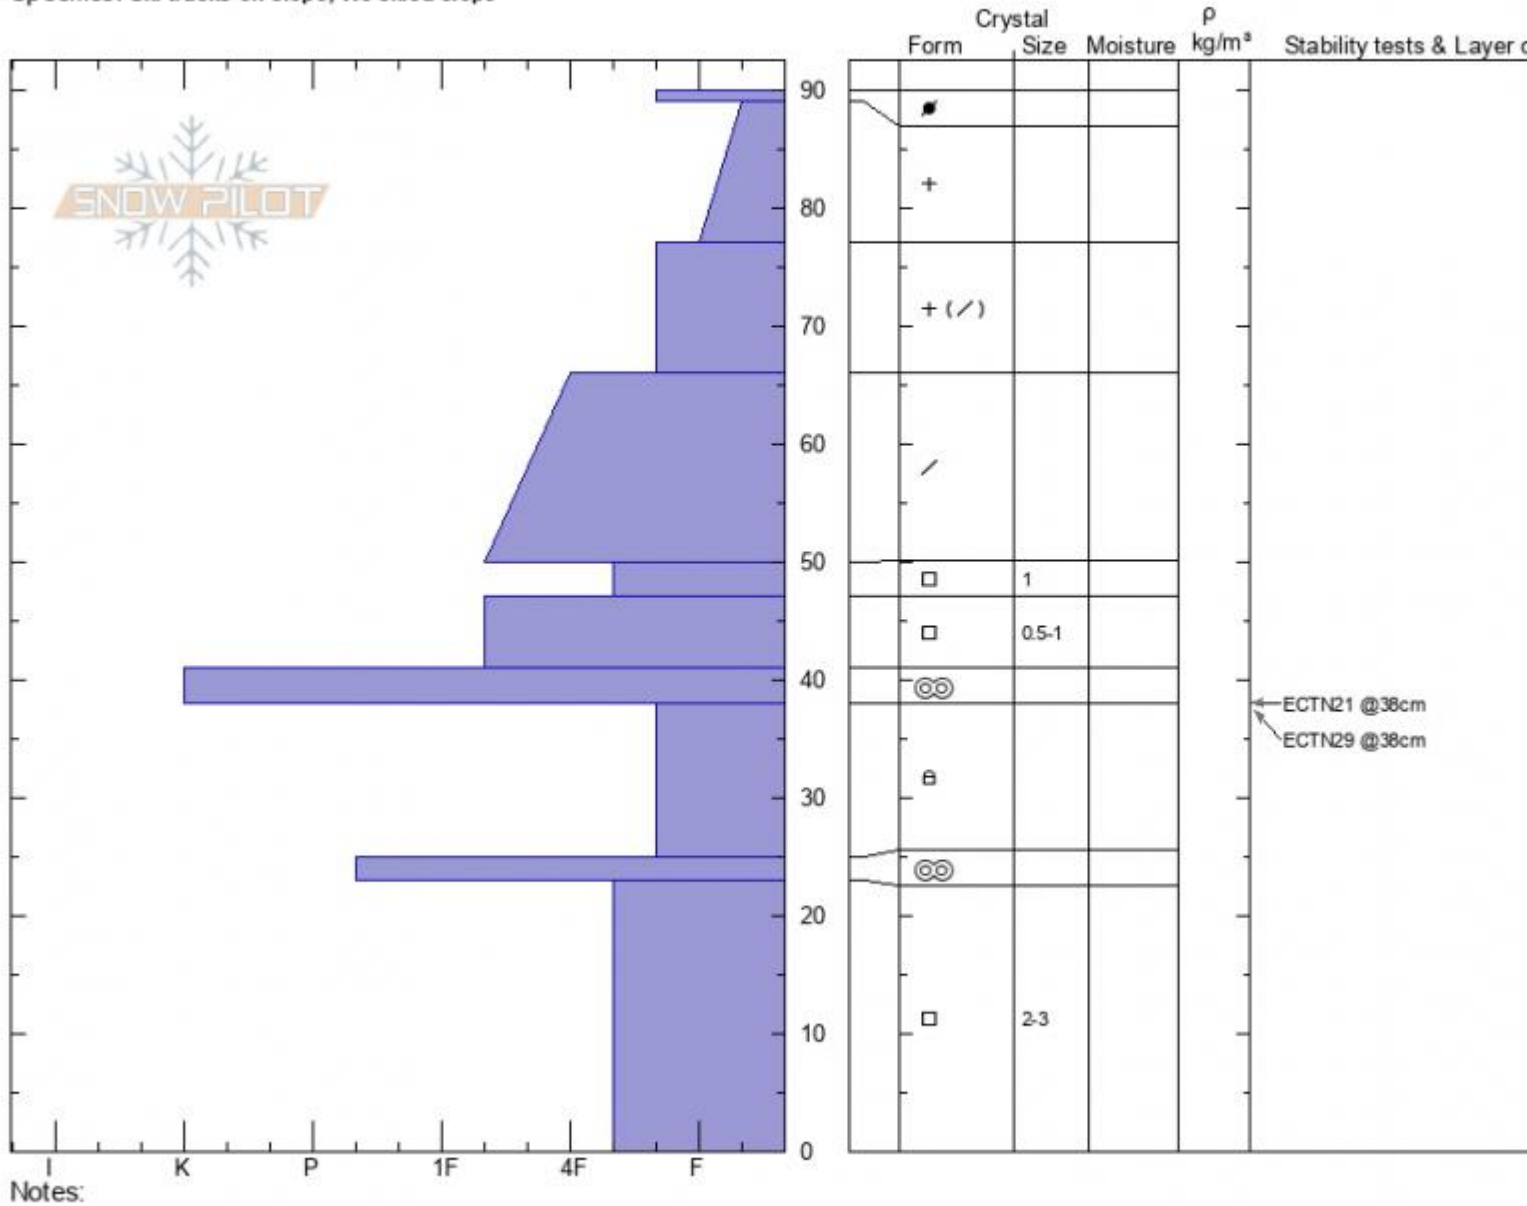 Crystal ρ
Form Size Moisture kg/m³ Stability tests & Layer
SNOW PILOT
90
80
70
60
50
1
0.5-1
40
ECTN21 @38cm
ECTN29 @38cm
30
20
10
2-3
0
I K P 1F 4F F
Notes: